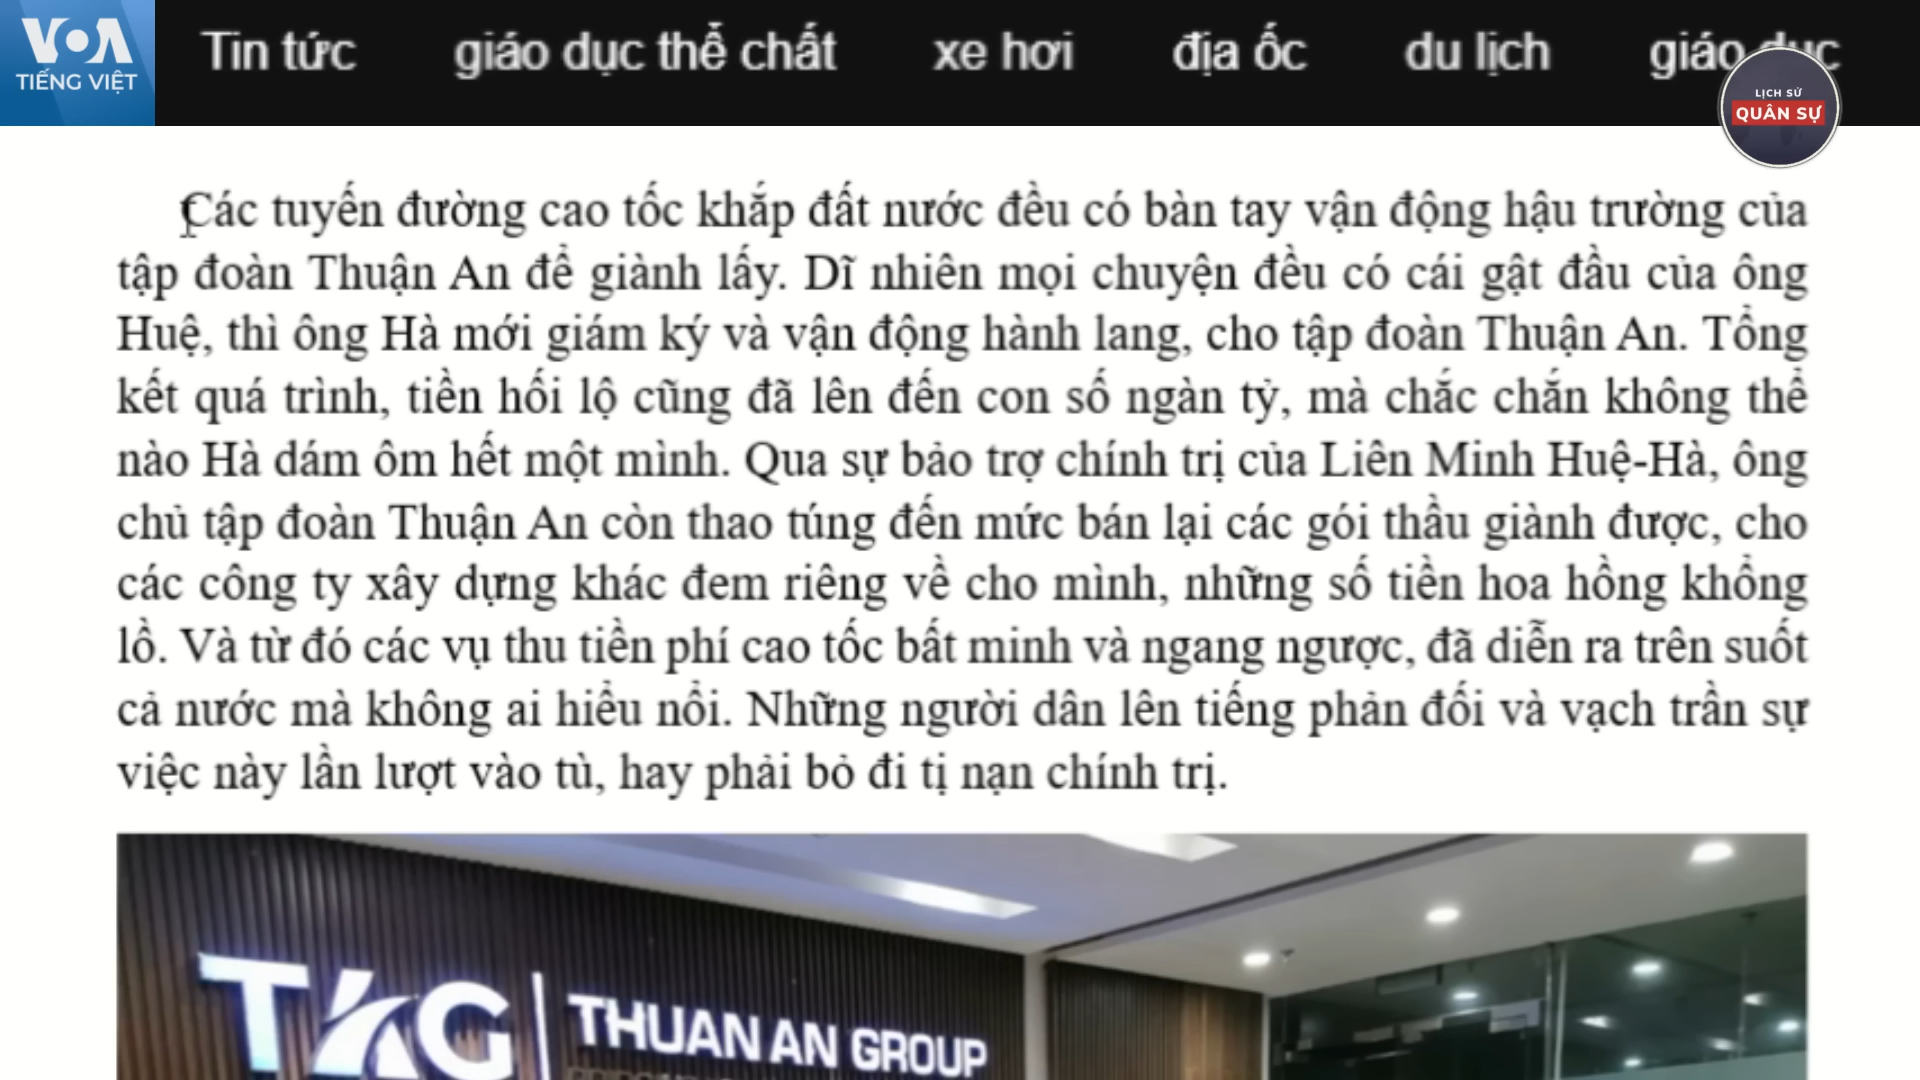 VOA
TIẾNG VIỆT
Tin tức giáo dục thể chất xe hơi địa ốc du lịch giáo dục
LỊCH SỬ
QUÂN SỰ
Các tuyến đường cao tốc khắp đất nước đều có bàn tay vận động hậu trường của
tập đoàn Thuận An để giành lấy. Dĩ nhiên mọi chuyện đều có cái gật đầu của ông
Huệ, thì ông Hà mới giám ký và vận động hành lang, cho tập đoàn Thuận An. Tổng
kết quá trình, tiền hối lộ cũng đã lên đến con số ngàn tỷ, mà chắc chắn không thể
nào Hà dám ôm hết một mình. Qua sự bảo trợ chính trị của Liên Minh Huệ-Hà, ông
chủ tập đoàn Thuận An còn thao túng đến mức bán lại các gói thầu giành được, cho
các công ty xây dựng khác đem riêng về cho mình, những số tiền hoa hồng khổng
lồ. Và từ đó các vụ thu tiền phí cao tốc bất minh và ngang ngược, đã diễn ra trên suốt
cả nước mà không ai hiểu nổi. Những người dân lên tiếng phản đối và vạch trần sự
việc này lần lượt vào tù, hay phải bỏ đi tị nạn chính trị.
TAG THUAN AN GROUP